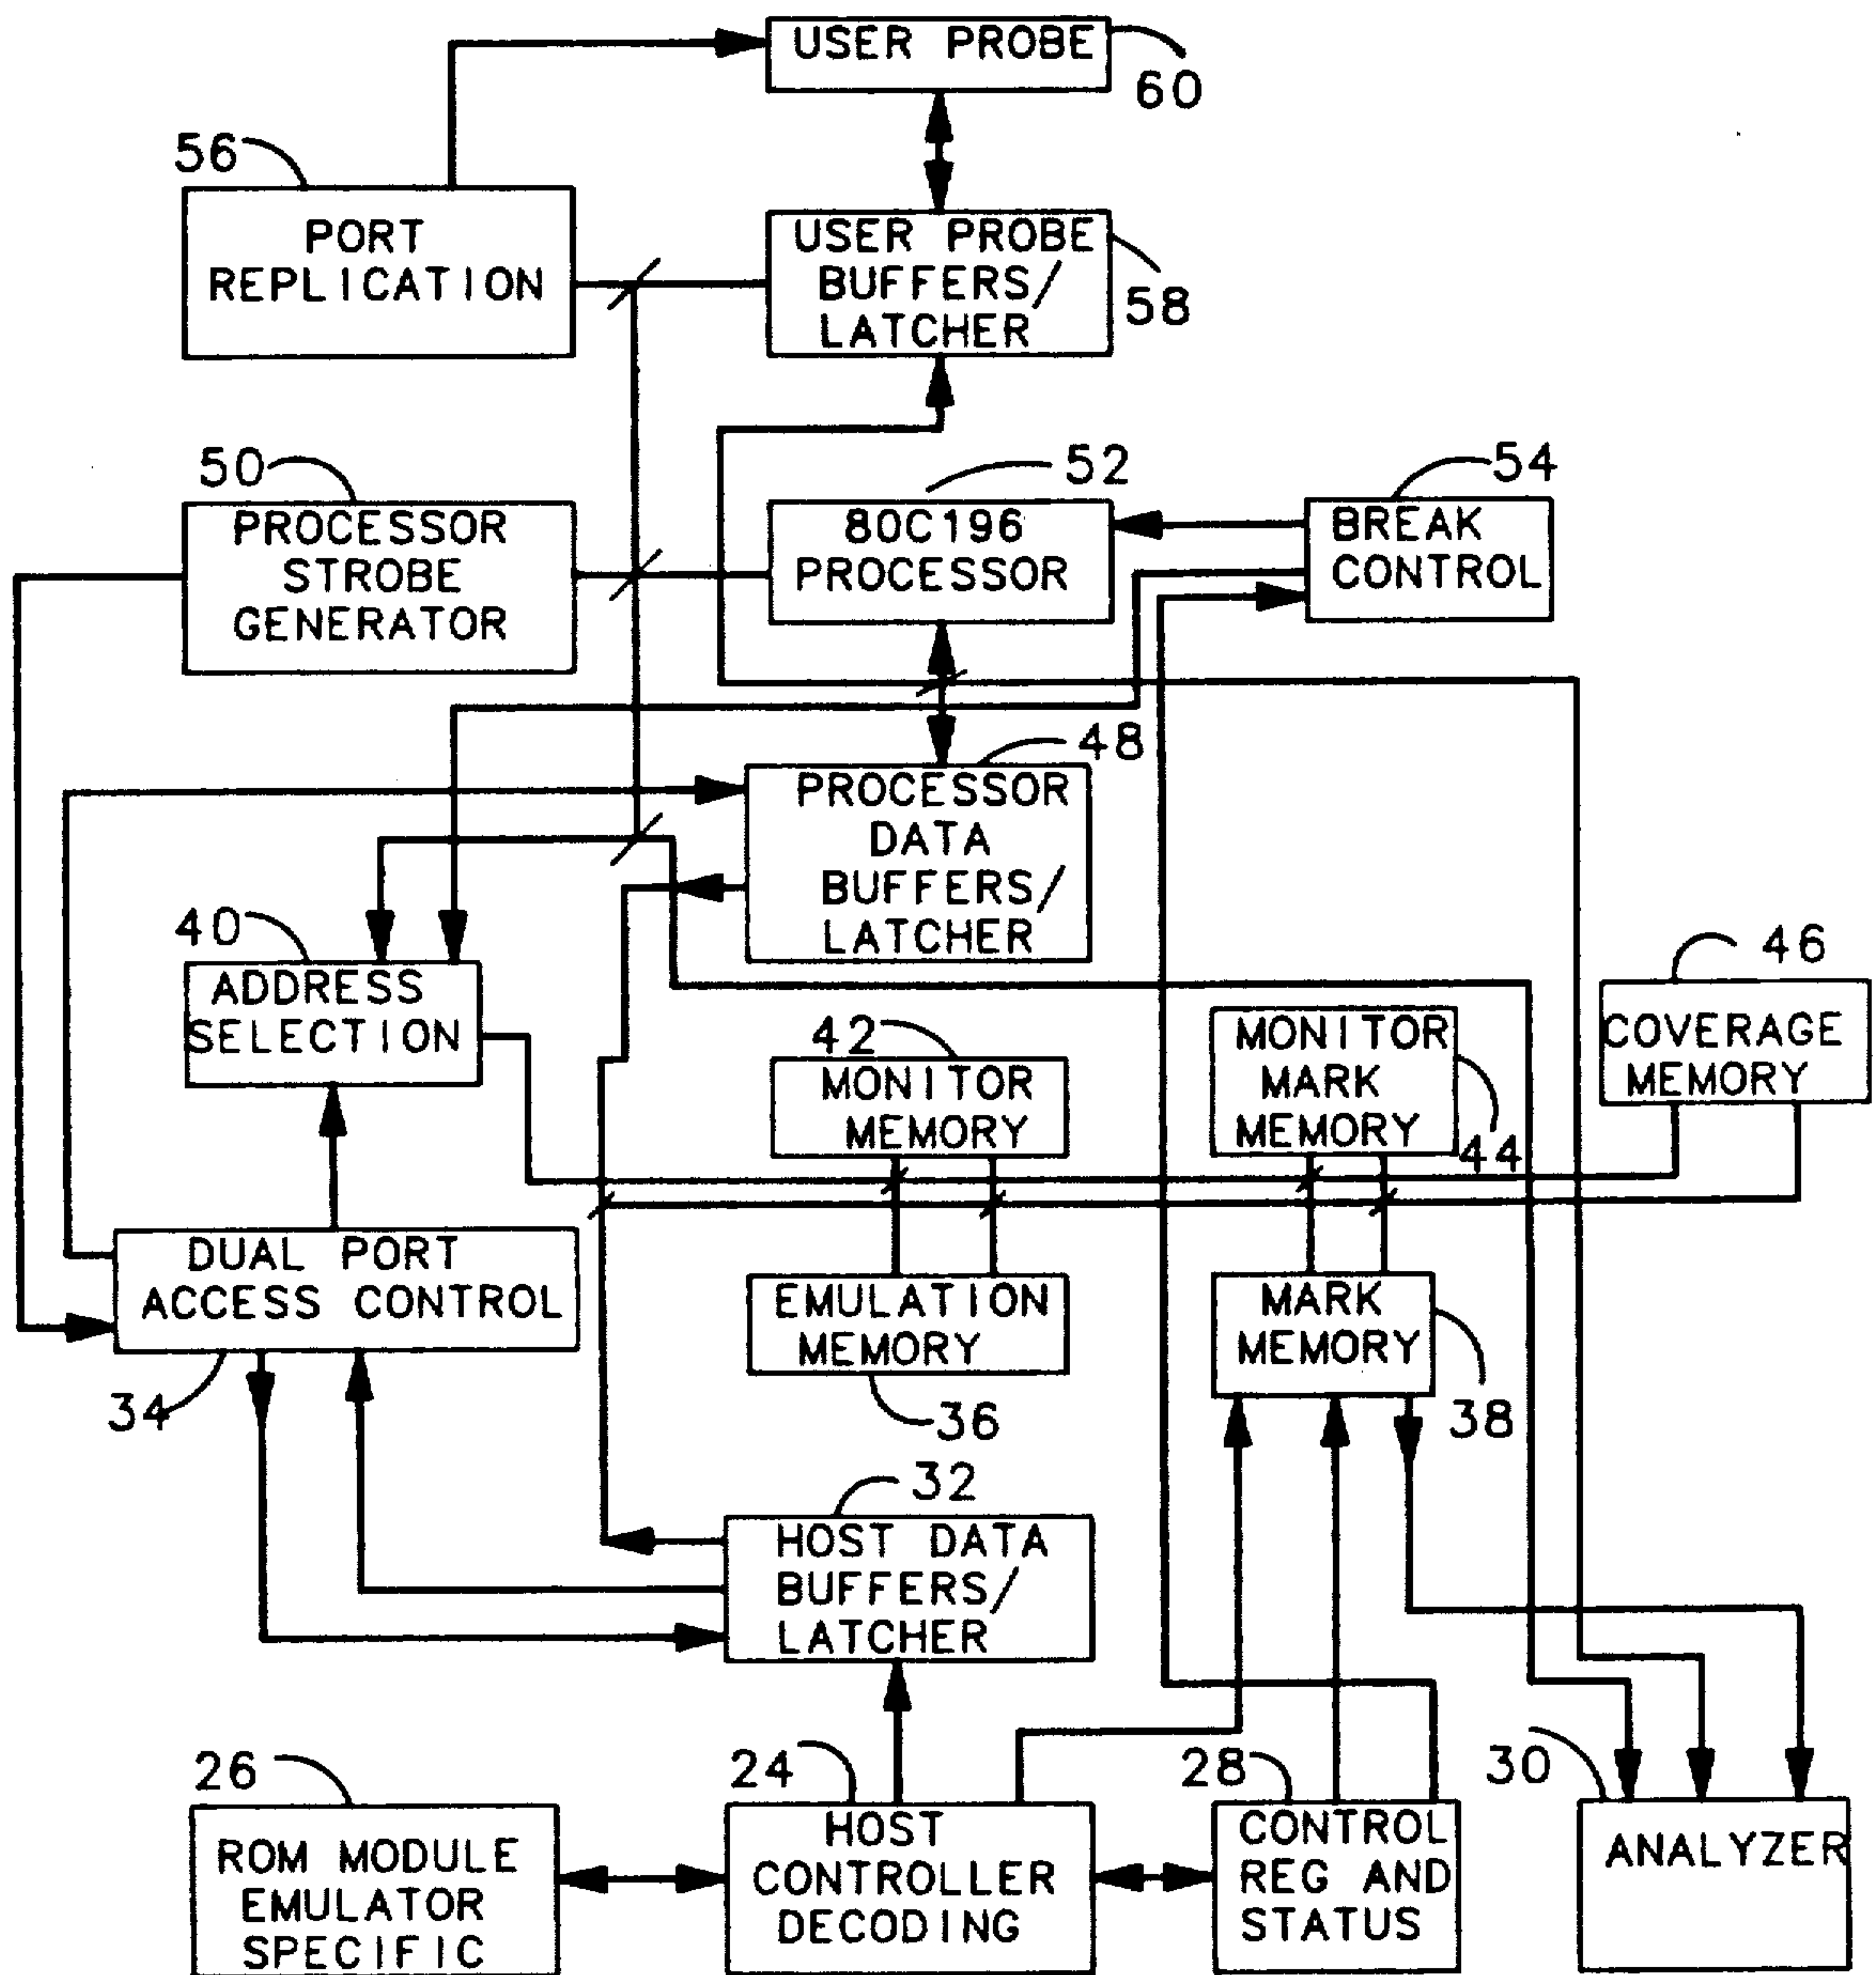 USER PROBE
60
56
PORT
REPLICATION
USER PROBE
BUFFERS/
LATCHER
58
50
PROCESSOR
STROBE
GENERATOR
52
80C196
PROCESSOR
54
BREAK
CONTROL
48
PROCESSOR
DATA
BUFFERS/
LATCHER
40
ADDRESS
SELECTION
46
COVERAGE
MEMORY
42
MONITOR
MEMORY
MONITOR
MARK
MEMORY
44
DUAL PORT
ACCESS CONTROL
34
EMULATION
MEMORY
36
MARK
MEMORY
38
32
HOST DATA
BUFFERS/
LATCHER
26
ROM MODULE
EMULATOR
SPECIFIC
24
HOST
CONTROLLER
DECODING
28
CONTROL
REG AND
STATUS
30
ANALYZER